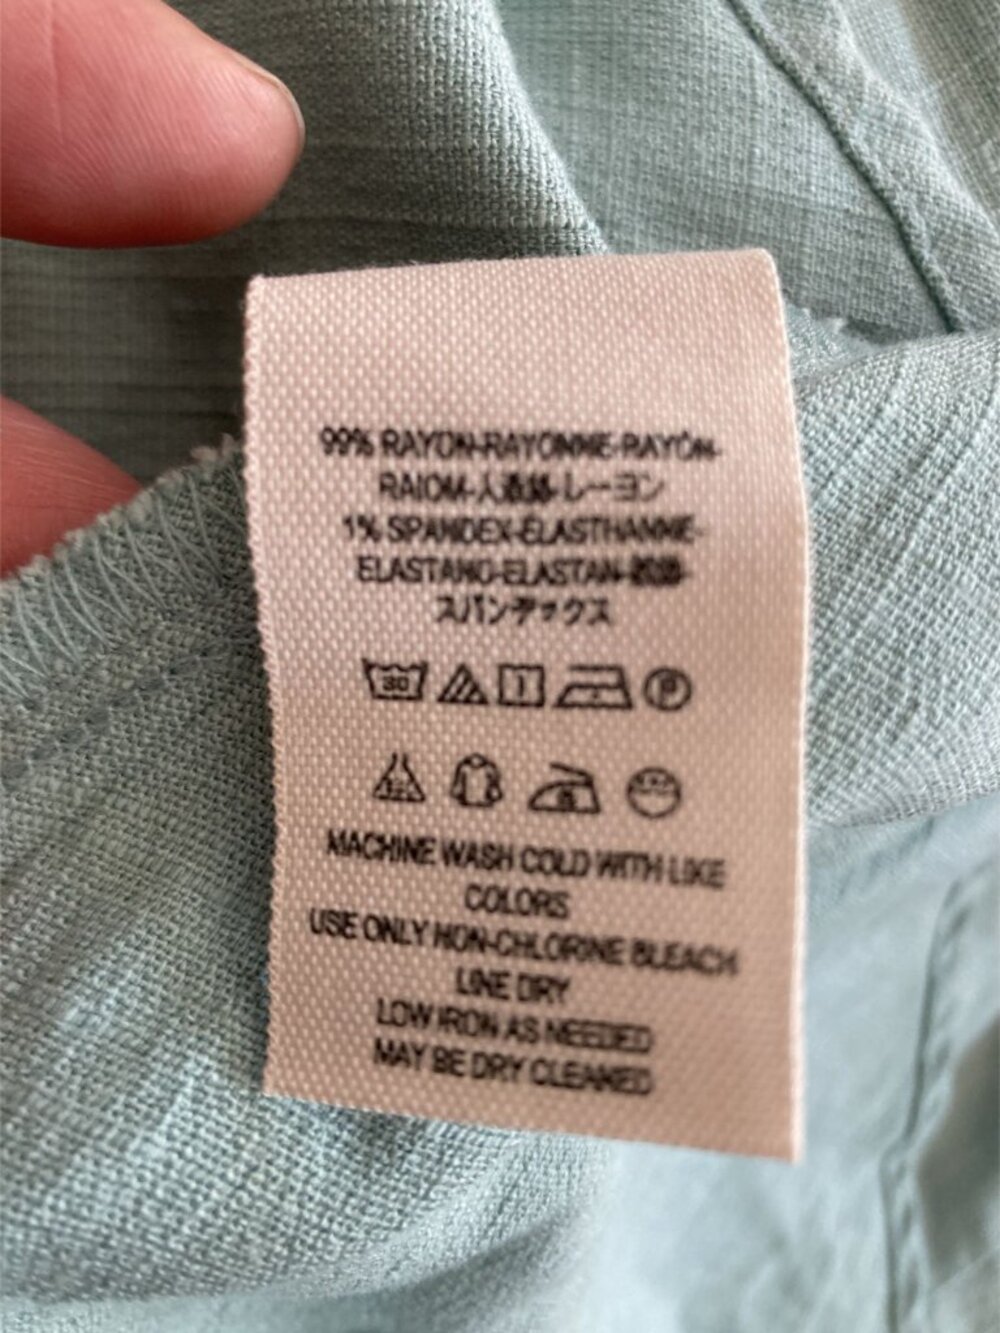 99% RAYON-RAYONNE-RAYÓN-
RAIOM-人造絲-レーヨン
1% SPANDEX-ÉLASTHANNE-
ELASTANO-ELASTAN-
スパンデックス
30
MACHINE WASH COLD WITH LIKE
COLORS
USE ONLY NON-CHLORINE BLEACH
LINE DRY
LOW IRON AS NEEDED
MAY BE DRY CLEANED